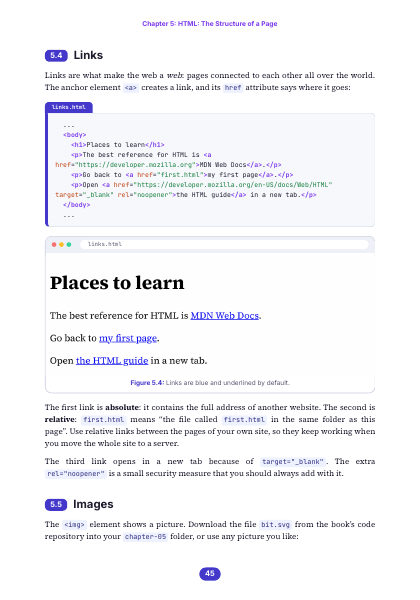 Chapter 5: HTML: The Structure of a Page
5.4 Links
Links are what make the web a web: pages connected to each other all over the world.
The anchor element <a> creates a link, and its href attribute says where it goes:
links.html
...
<body>
<h1>Places to learn</h1>
<p>The best reference for HTML is <a
href="https://developer.mozilla.org">MDN Web Docs</a>.</p>
<p>Go back to <a href="first.html">my first page</a>.</p>
<p>Open <a href="https://developer.mozilla.org/en-US/docs/Web/HTML"
target="_blank" rel="noopener">the HTML guide</a> in a new tab.</p>
</body>
...
links.html
Places to learn
The best reference for HTML is MDN Web Docs.
Go back to my first page.
Open the HTML guide in a new tab.
Figure 5.4: Links are blue and underlined by default.
The first link is absolute: it contains the full address of another website. The second is
relative: first.html means “the file called first.html in the same folder as this
page”. Use relative links between the pages of your own site, so they keep working when
you move the whole site to a server.
The third link opens in a new tab because of target="_blank". The extra
rel="noopener" is a small security measure that you should always add with it.
5.5 Images
The <img> element shows a picture. Download the file bit.svg from the book’s code
repository into your chapter-05 folder, or use any picture you like:
45